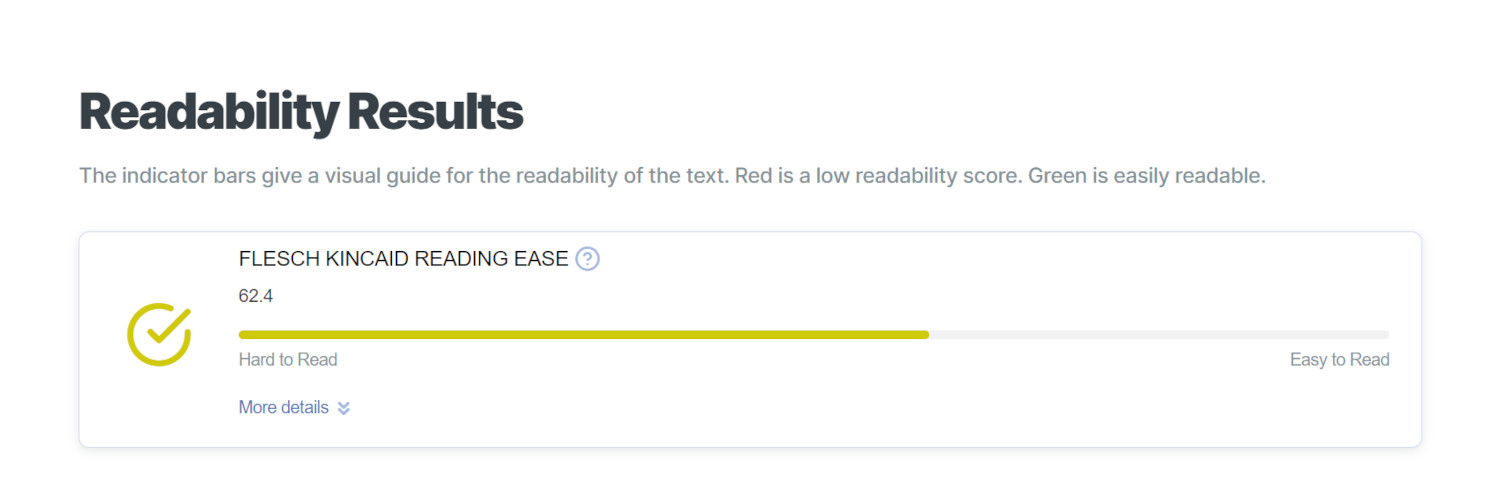 Readability Results
The indicator bars give a visual guide for the readability of the text. Red is a low readability score. Green is easily readable.
FLESCH KINCAID READING EASE ?
62.4
Hard to Read Easy to Read
More details